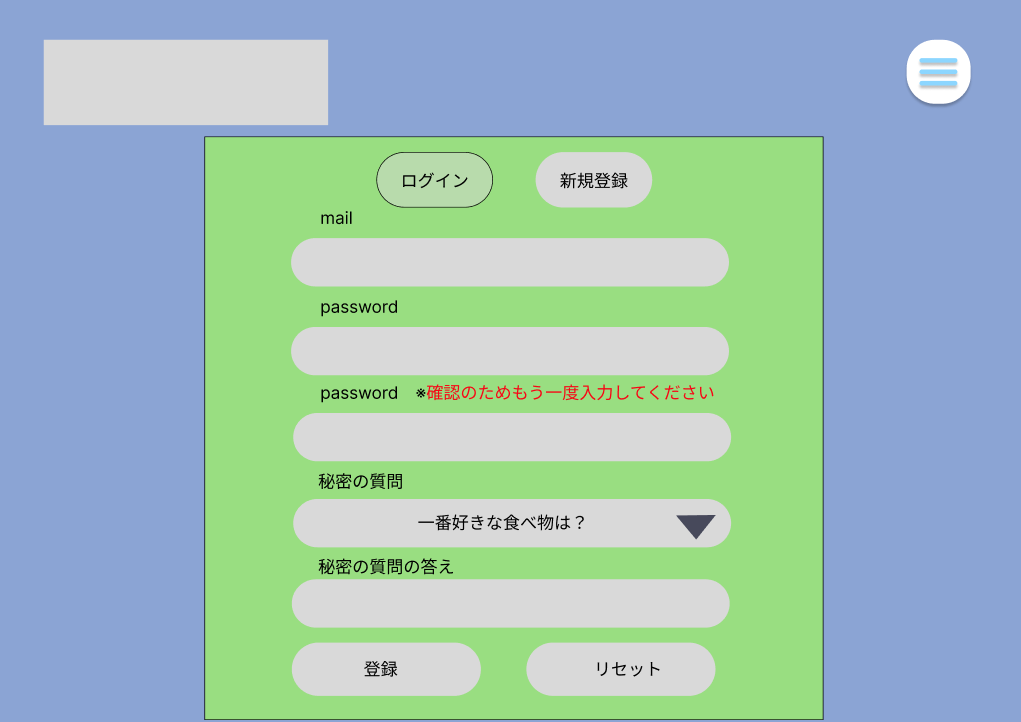 ログイン
新規登録
mail
password
password ※確認のためもう一度入力してください
秘密の質問
一番好きな食べ物は？
秘密の質問の答え
登録
リセット